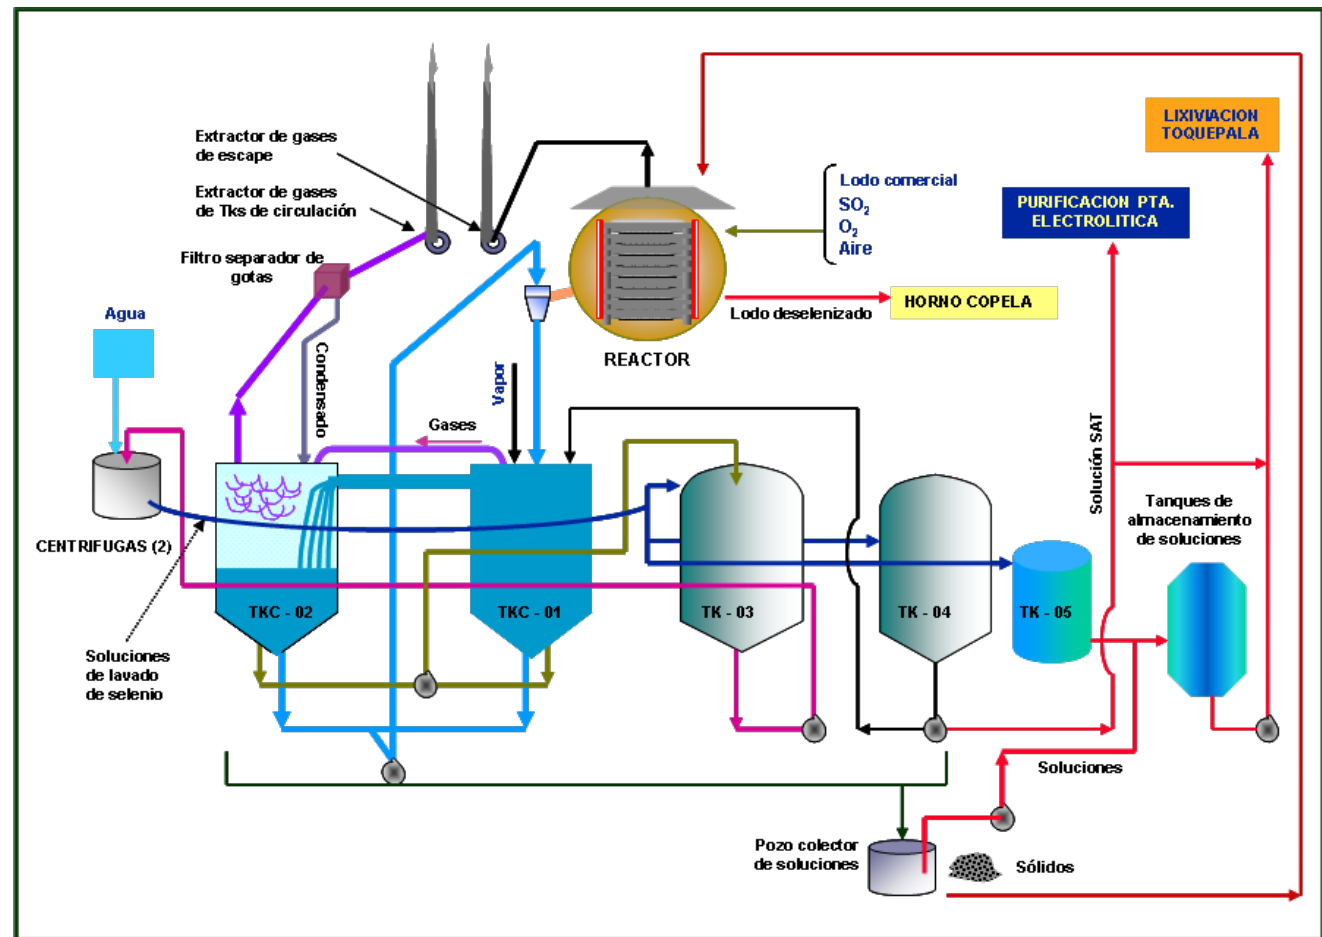 LIXIVIACION
TOQUEPALA
Extractor de gases
de escape
Lodo comercial
SO2
O2
Aire
PURIFICACION PTA.
ELECTROLITICA
Extractor de gases
de Tks de circulación
Filtro separador de
gotas
HORNO COPELA
Lodo deselenizado
Agua
REACTOR
Condensado
Vapor
Gases
Solución SAT
Tanques de
almacenamiento
de soluciones
CENTRIFUGAS (2)
TKC - 02
TKC - 01
TK - 03
TK - 04
TK - 05
Soluciones
de lavado
de selenio
Soluciones
Pozo colector
de soluciones
Sólidos